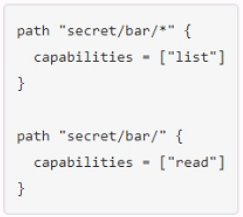 path "secret/bar/*" {
  capabilities = ["list"]
}
path "secret/bar/" {
  capabilities = ["read"]
}